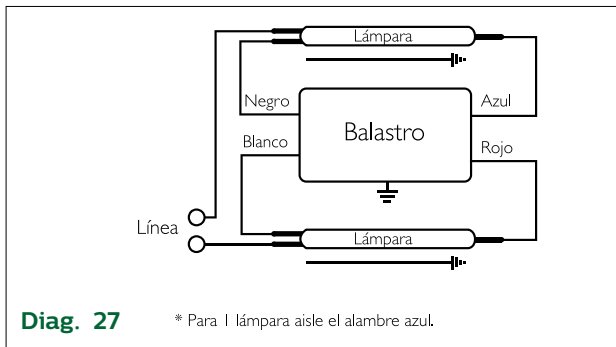 Lámpara
Negro
Azul
Balastro
Blanco
Rojo
Línea
Lámpara
Diag. 27
* Para 1 lámpara aisle el alambre azul.